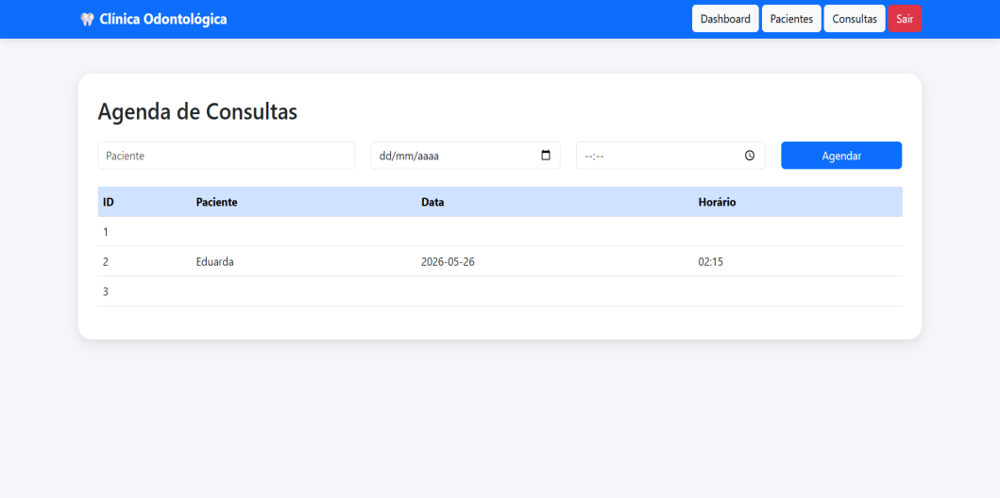 🦷 Clínica Odontológica
Dashboard Pacientes Consultas Sair
Agenda de Consultas
Paciente dd/mm/aaaa --:-- Agendar
ID Paciente Data Horário
1
2 Eduarda 2026-05-26 02:15
3